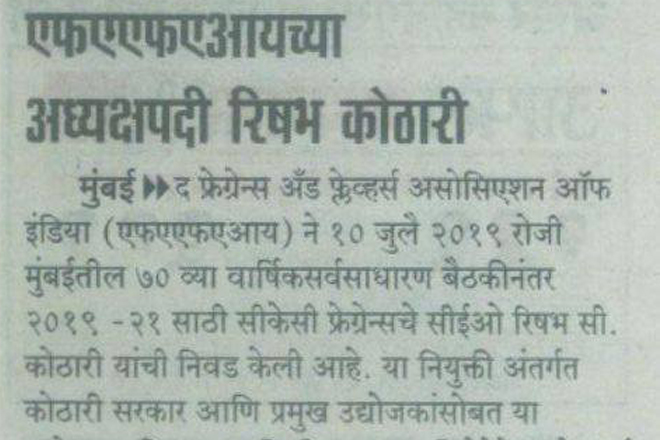 एफएएफएआयच्या
अध्यक्षपदी रिषभ कोठारी
मुंबई ▶▶ द फ्रेग्रेन्स अँड फ्लेव्हर्स असोसिएशन ऑफ
इंडिया (एफएएफएआय) ने १० जुलै २०१९ रोजी
मुंबईतील ७० व्या वार्षिकसर्वसाधारण बैठकीनंतर
२०१९ -२१ साठी सीकेसी फ्रेग्रेन्सचे सीईओ रिषभ सी.
कोठारी यांची निवड केली आहे. या नियुक्ती अंतर्गत
कोठारी सरकार आणि प्रमुख उद्योजकांसोबत या